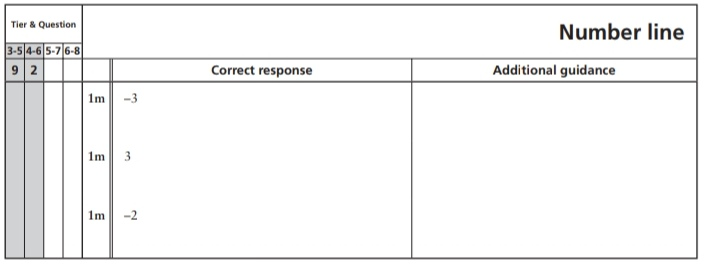 Tier & Question
Number line
3-5 4-6 5-7 6-8
9 2 Correct response Additional guidance
1m –3
1m 3
1m –2